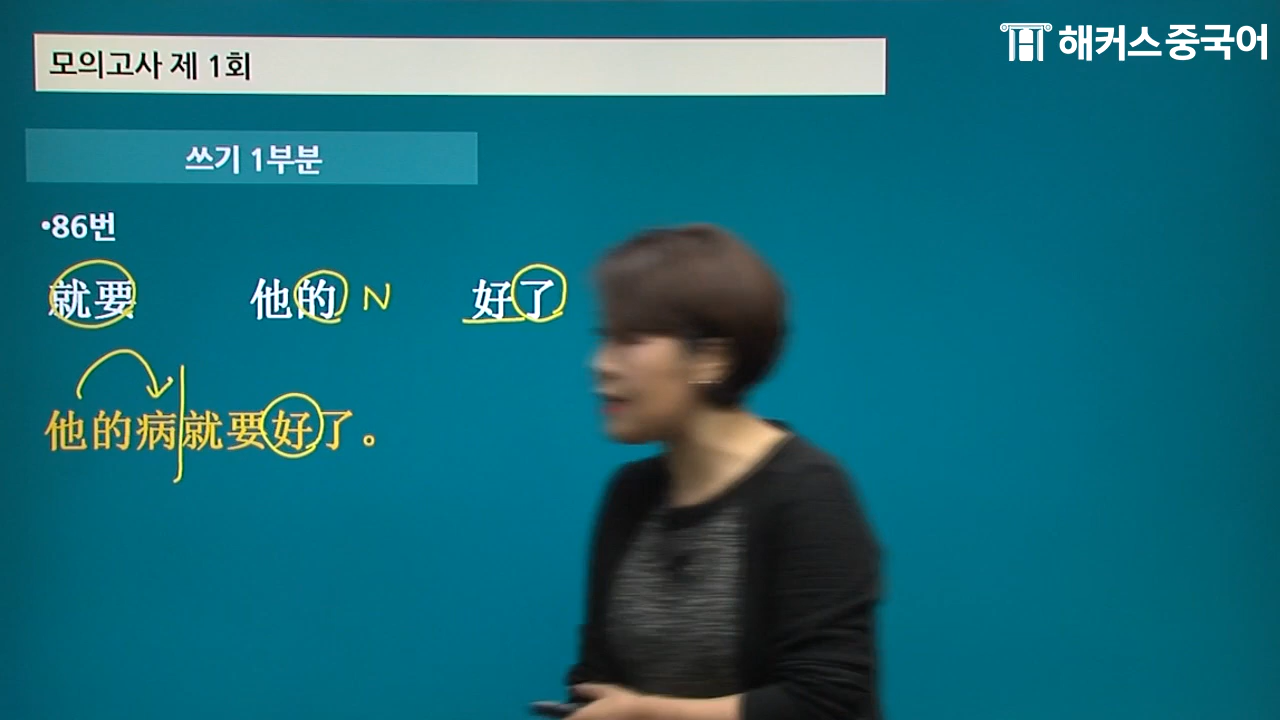 해커스중국어
모의고사 제 1회
쓰기 1부분
•86번
就要 他的 N 好了
他的病就要好了。